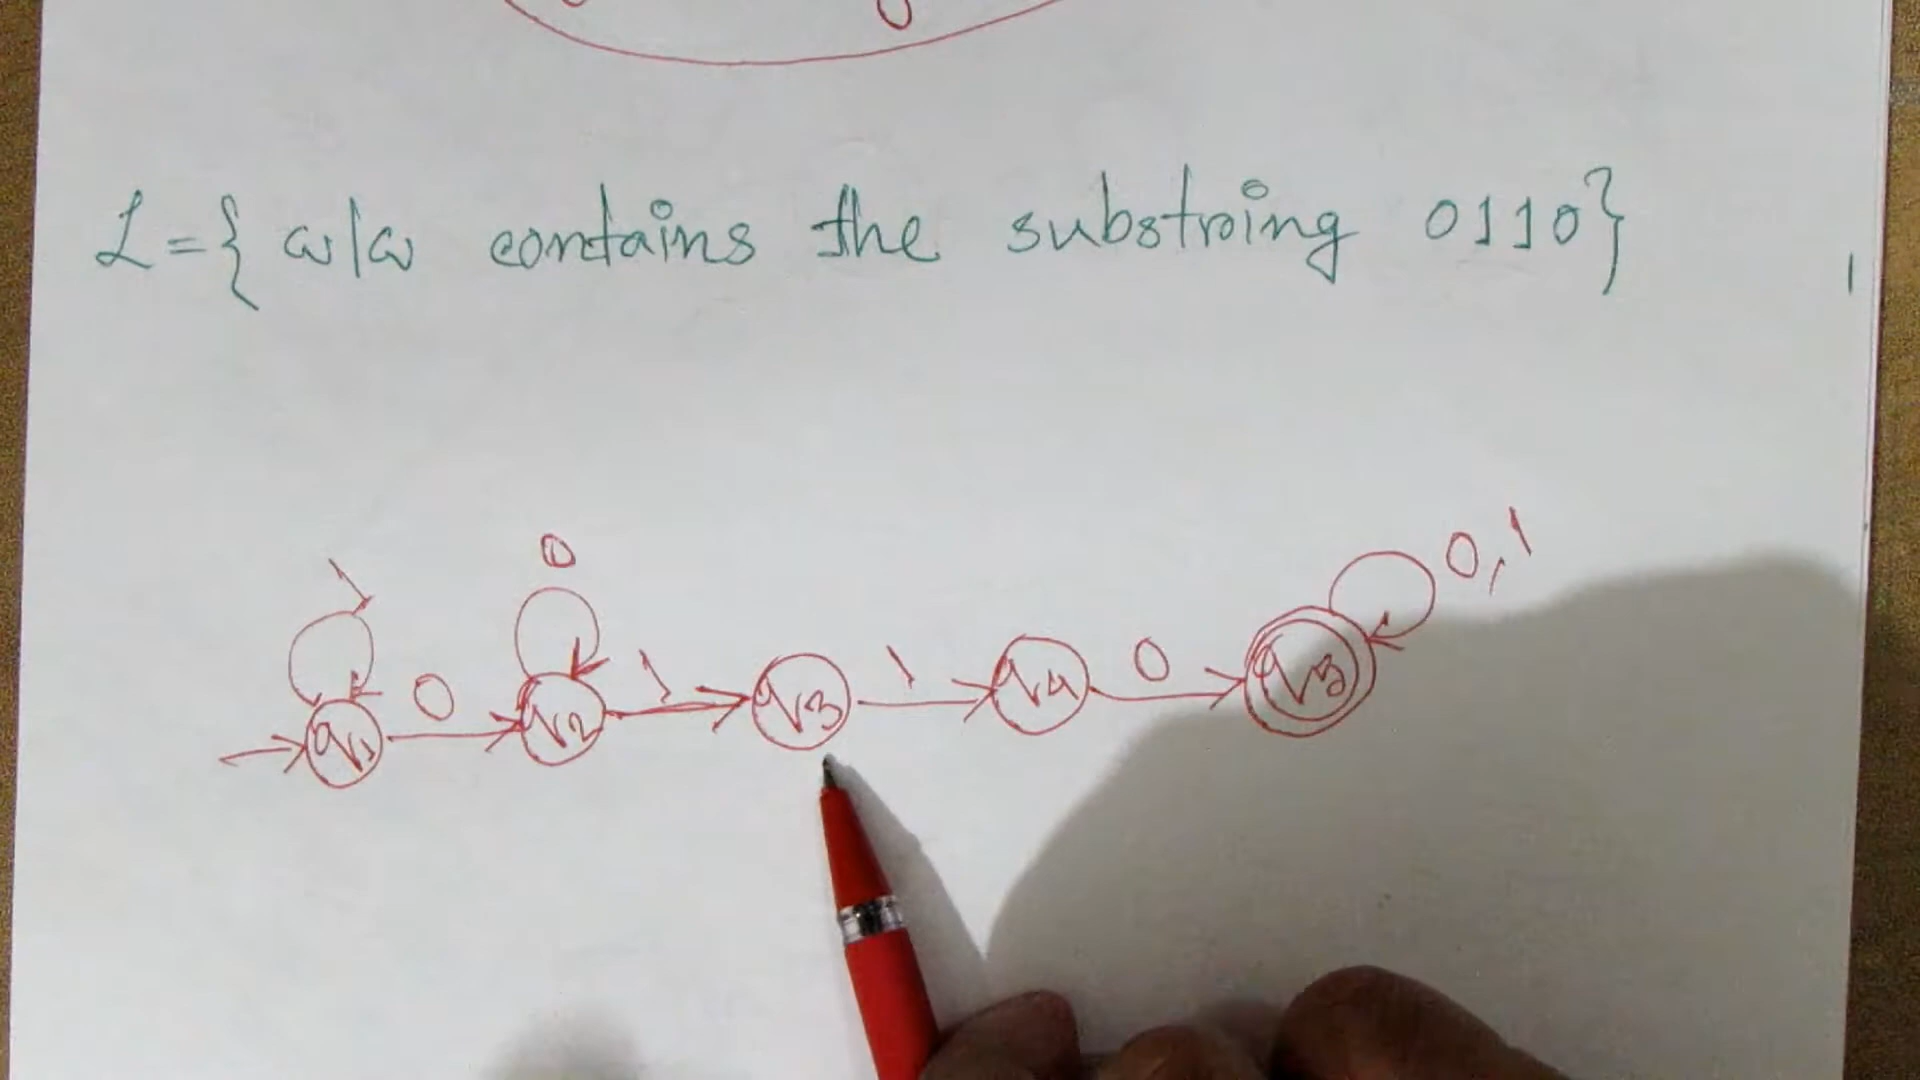 L = { ω/ω contains the substring 0110}
1 0 0,1
0 1 1 0
q1 q2 q3 q4 q5